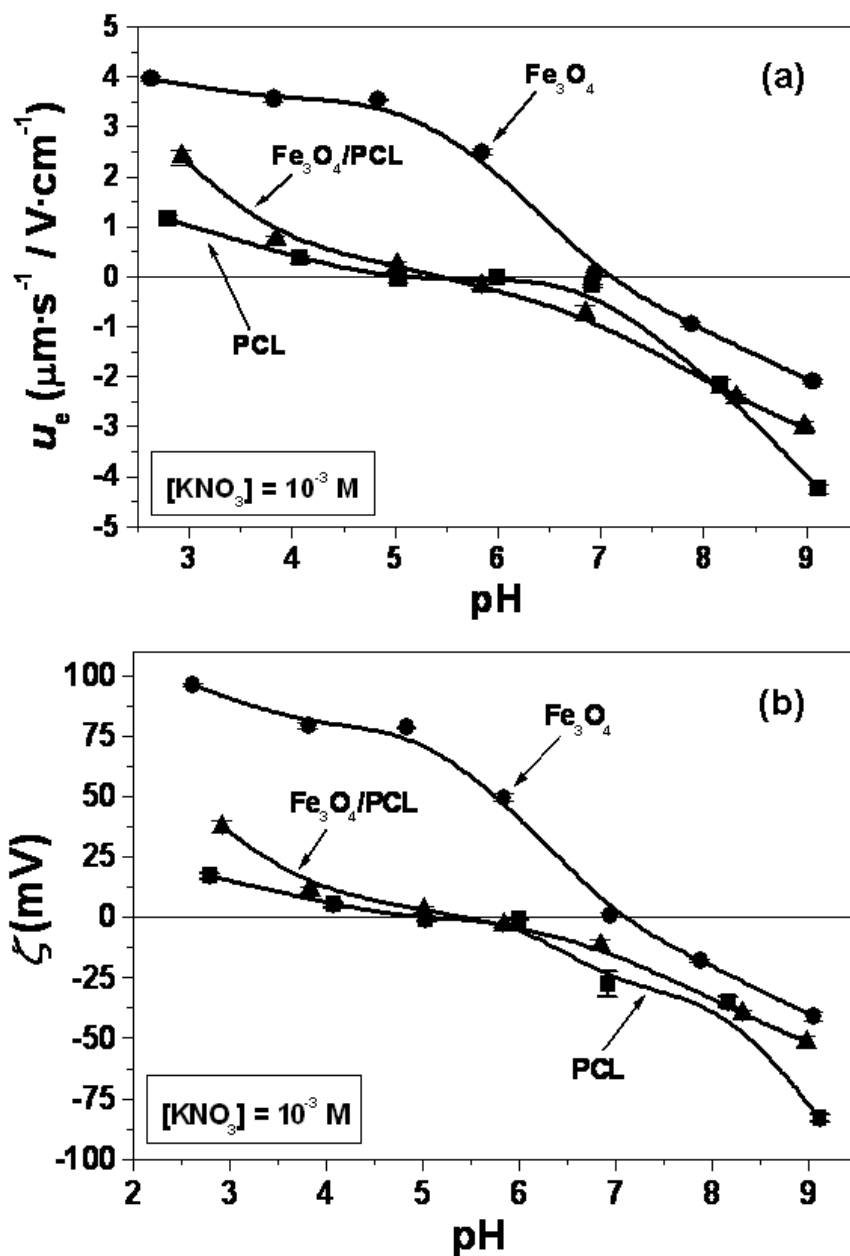 (a)
Fe₃O₄
Fe₃O₄/PCL
PCL
[KNO₃] = 10⁻³ M
uₑ (μm·s⁻¹ / V·cm⁻¹)
4
3
2
1
0
-1
-2
-3
-4
-5
3 4 5 6 7 8 9
pH
(b)
Fe₃O₄
Fe₃O₄/PCL
PCL
[KNO₃] = 10⁻³ M
ζ (mV)
100
75
50
25
0
-25
-50
-75
-100
2 3 4 5 6 7 8 9
pH